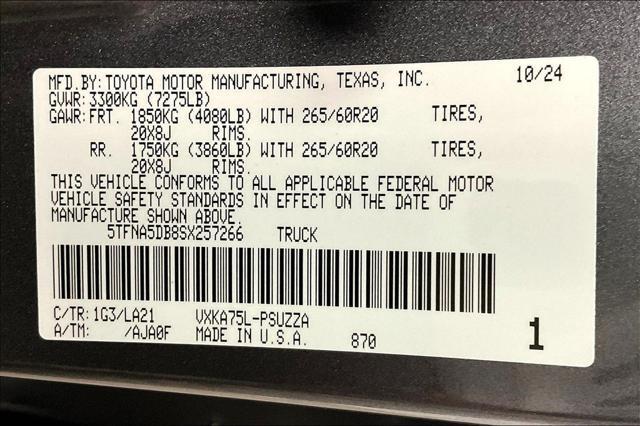 MFD.BY:TOYOTA MOTOR MANUFACTURING, TEXAS, INC. 10/24
GVWR:3300KG (7275LB)
GAWR:FRT. 1850KG (4080LB) WITH 265/60R20 TIRES,
20X8J RIMS.
RR. 1750KG (3860LB) WITH 265/60R20 TIRES,
20X8J RIMS.
THIS VEHICLE CONFORMS TO ALL APPLICABLE FEDERAL MOTOR
VEHICLE SAFETY STANDARDS IN EFFECT ON THE DATE OF
MANUFACTURE SHOWN ABOVE.
5TFNA5DB8SX257266 TRUCK
C/TR:1G3/LA21 VXKA75L-PSUZZA
A/TM: /AJA0F MADE IN U.S.A. 870 1